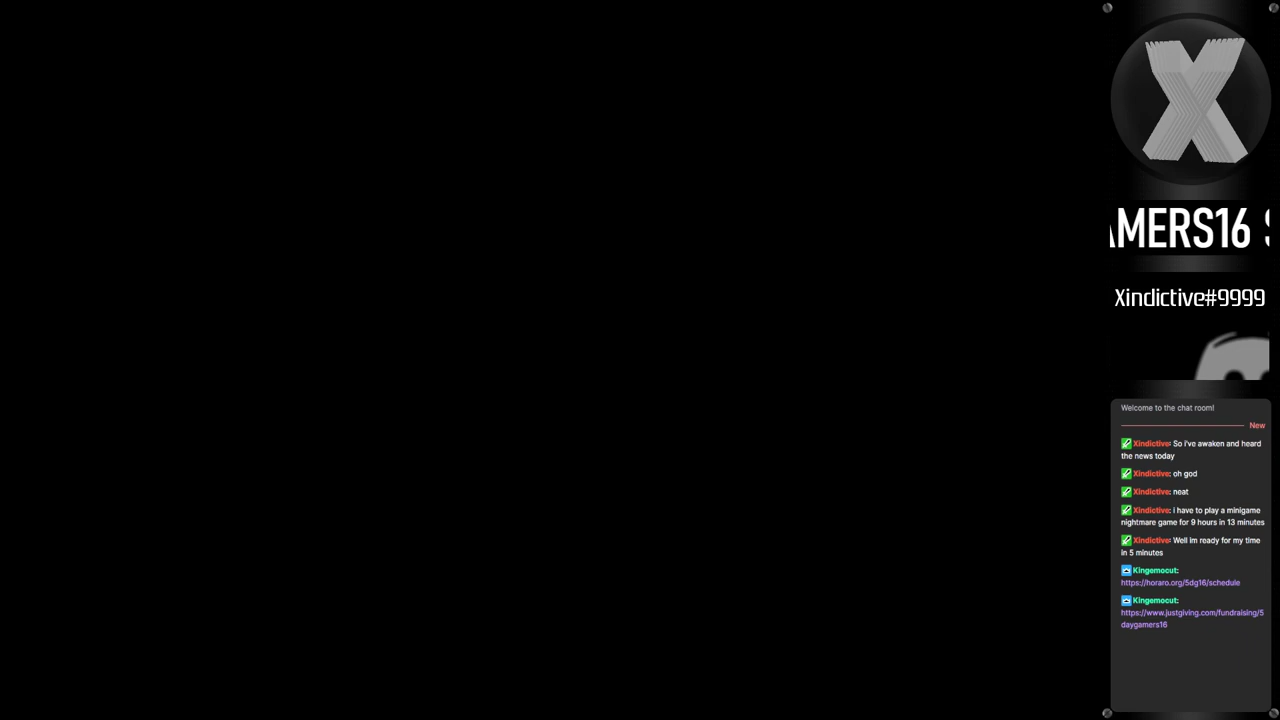 X
AMERS16 S
Xindictive#9999
Welcome to the chat room!
New
Xindictive: So i've awaken and heard
the news today
Xindictive: oh god
Xindictive: neat
Xindictive: i have to play a minigame
nightmare game for 9 hours in 13 minutes
Xindictive: Well im ready for my time
in 5 minutes
Kingemocut:
https://horaro.org/5dg16/schedule
Kingemocut:
https://www.justgiving.com/fundraising/5
daygamers16